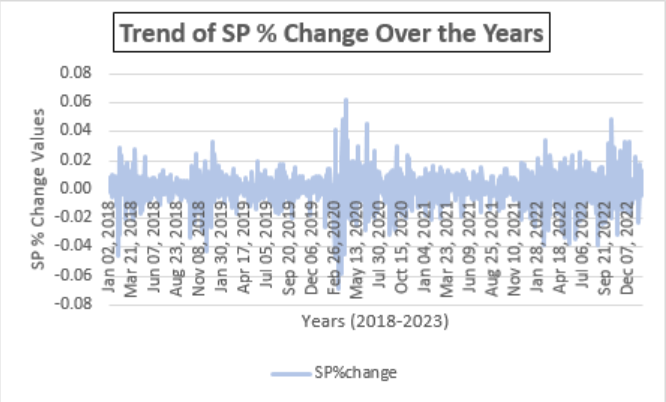 Trend of SP % Change Over the Years
0.08
0.06
0.04
0.02
0.00
-0.02
-0.04
-0.06
-0.08
SP % Change Values
Jan 02, 2018
Mar 21, 2018
Jun 07, 2018
Aug 23, 2018
Nov 08, 2018
Jan 30, 2019
Apr 17, 2019
Jul 05, 2019
Sep 20, 2019
Dec 06, 2019
Feb 26, 2020
May 13, 2020
Jul 30, 2020
Oct 15, 2020
Jan 04, 2021
Mar 23, 2021
Jun 09, 2021
Aug 25, 2021
Nov 10, 2021
Jan 28, 2022
Apr 18, 2022
Jul 06, 2022
Sep 21, 2022
Dec 07, 2022
Years (2018-2023)
SP%change